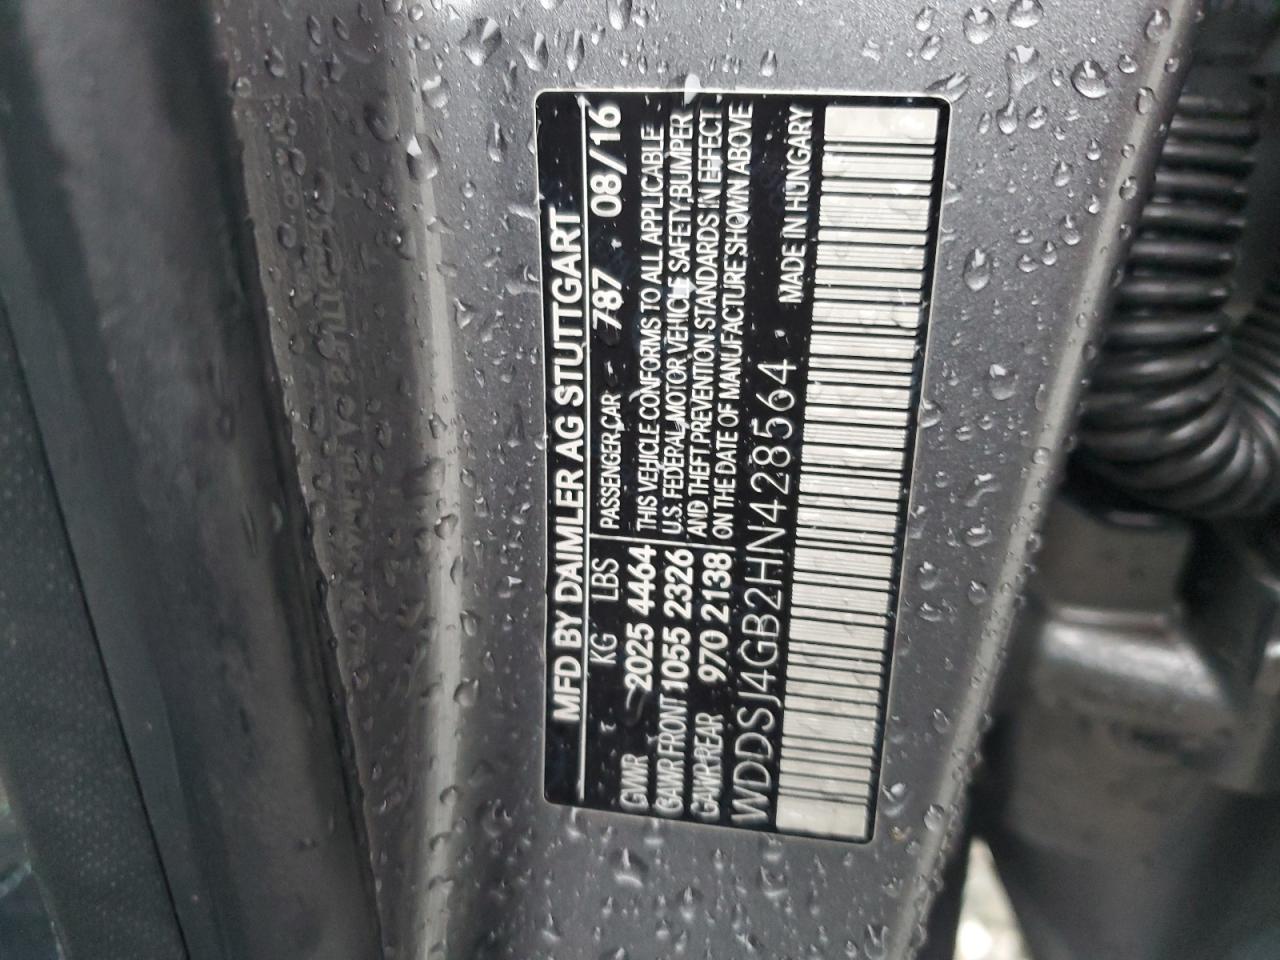 MFD BY DAIMLER AG STUTTGART
KG LBS PASSENGER CAR 787 08/16
GVWR 2025 4464 THIS VEHICLE CONFORMS TO ALL APPLICABLE
GAWR FRONT 1055 2326 U.S. FEDERAL MOTOR VEHICLE SAFETY,BUMPER
GAWR REAR 970 2138 AND THEFT PREVENTION STANDARDS IN EFFECT
ON THE DATE OF MANUFACTURE SHOWN ABOVE
WDDSJ4GB2HN428564 MADE IN HUNGARY